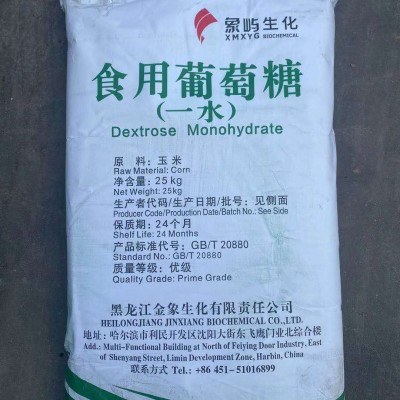 象屿生化
XMXYG BIOCHEMICAL
食用葡萄糖
(一水)
Dextrose Monohydrate
原 料: 玉 米
Raw Material: Corn
净含量: 25 kg
Net Weight: 25kg
生产者代码/生产日期/批号: 见侧面
Producer Code/Production Date/Batch No.: See Side
保质期: 24个月
Shelf Life: 24 Months
产品标准代号: GB/T 20880
Standard No.: GB/T 20880
质量等级: 优级
Quality Grade: Prime Grade
黑龙江金象生化有限责任公司
HEILONGJIANG JINXIANG BIOCHEMICAL CO.,LTD.
地址: 哈尔滨市利民开发区沈阳大街东飞鹰门业北综合楼
Add.: Multi-Functional Building at North of Feiying Door Industry, East
of Shenyang Street, Limin Development Zone, Harbin, China
联系方式 Tel.: + 86 451-51016899